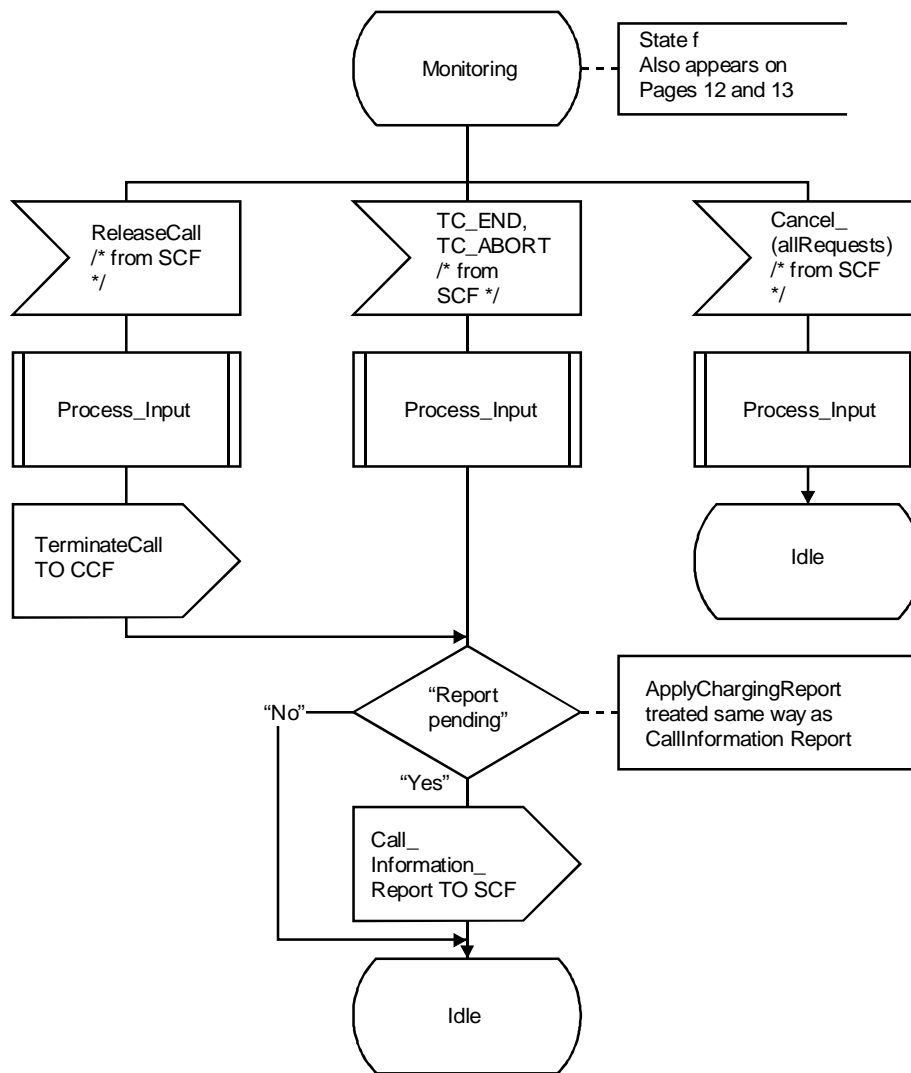 Monitoring
State f
Also appears on
Pages 12 and 13
ReleaseCall
/* from SCF
*/
TC_END,
TC_ABORT
/* from
SCF */
Cancel_
(allRequests)
/* from SCF
*/
Process_Input
Process_Input
Process_Input
TerminateCall
TO CCF
Idle
“Report
pending”
“No”
“Yes”
ApplyChargingReport
treated same way as
CallInformation Report
Call_
Information_
Report TO SCF
Idle